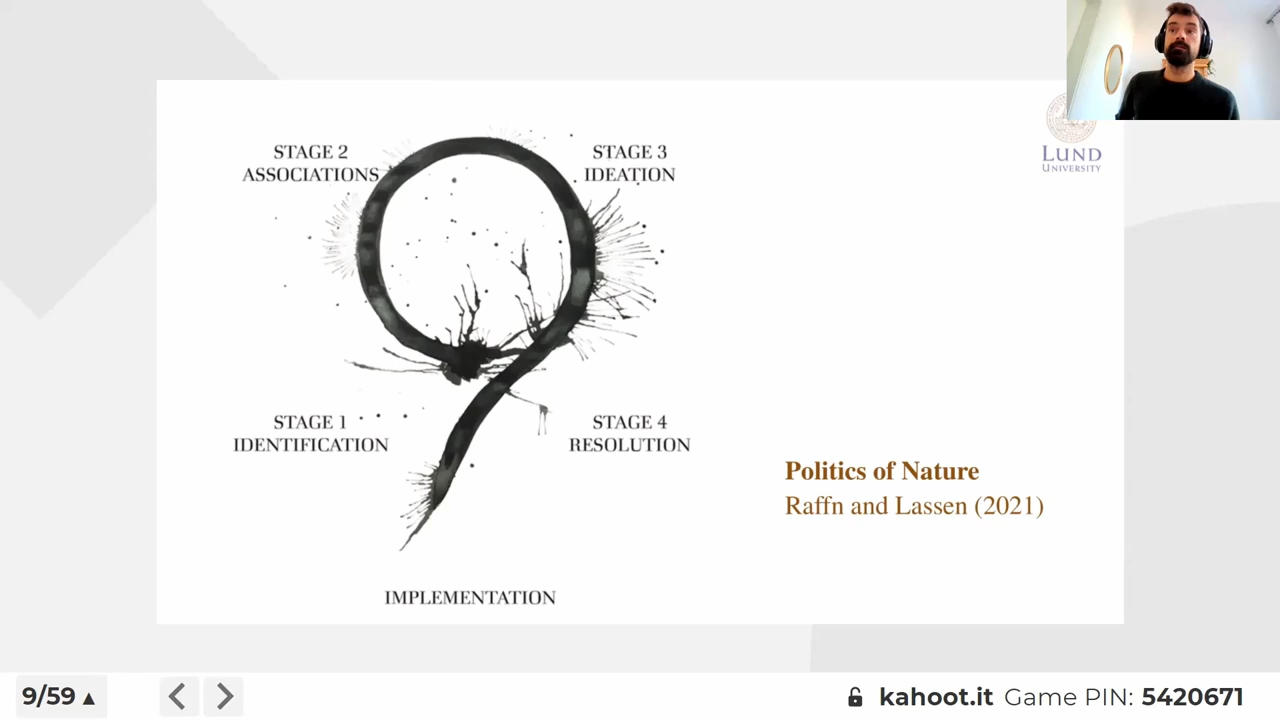 STAGE 2
ASSOCIATIONS
STAGE 3
IDEATION
LUND
UNIVERSITY
STAGE 1
IDENTIFICATION
STAGE 4
RESOLUTION
Politics of Nature
Raffn and Lassen (2021)
IMPLEMENTATION
9/59 ▲
kahoot.it Game PIN: 5420671